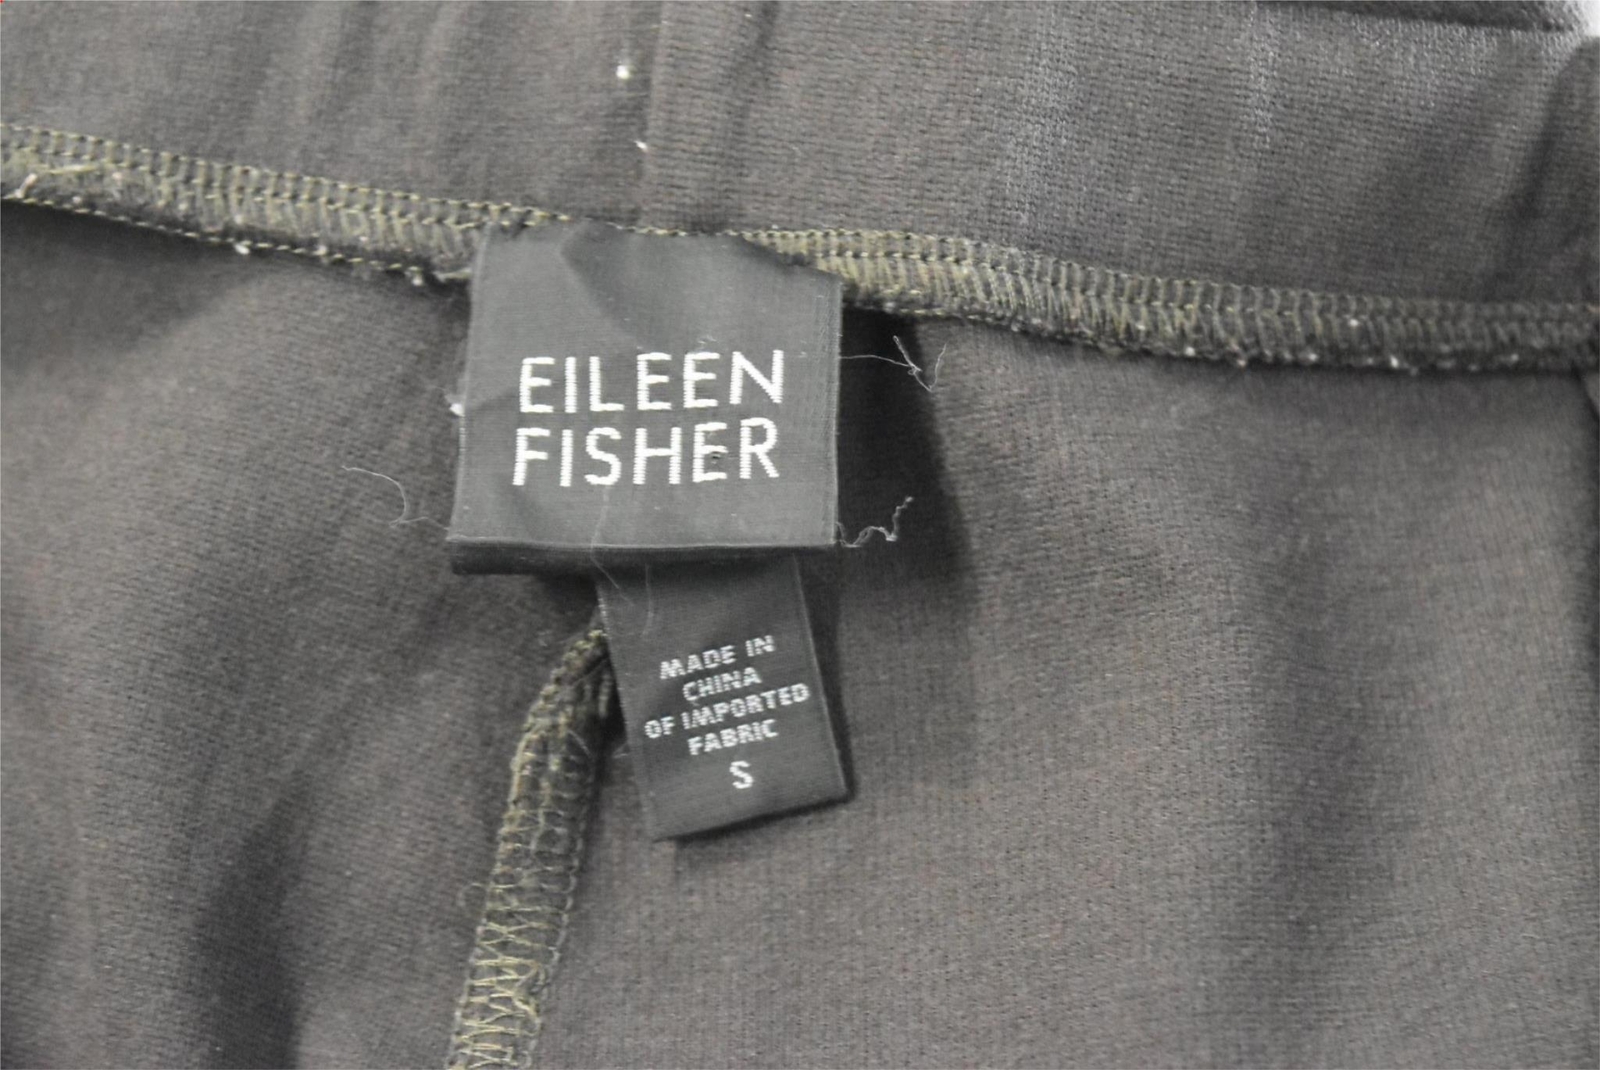 EILEEN
FISHER
MADE IN
CHINA
OF IMPORTED
FABRIC
S